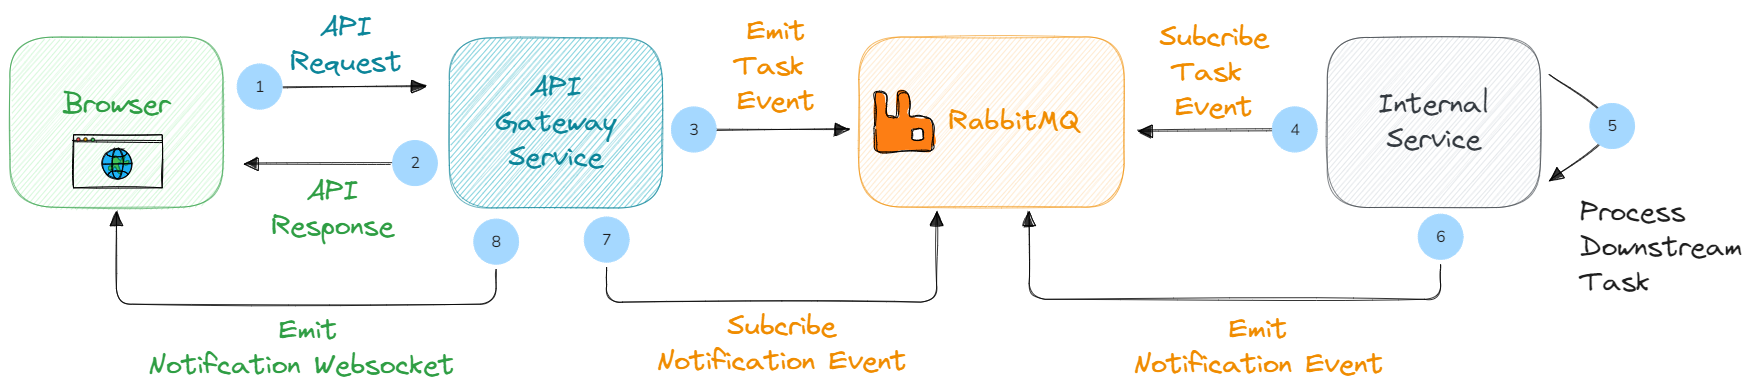 API
Request
1
Browser
2
API
Response
API
Gateway
Service
Emit
Task
Event
3
RabbitMQ
Subcribe
Task
Event
4
Internal
Service
5
Process
Downstream
Task
6
7
8
Emit
Notifcation Websocket
Subcribe
Notification Event
Emit
Notification Event